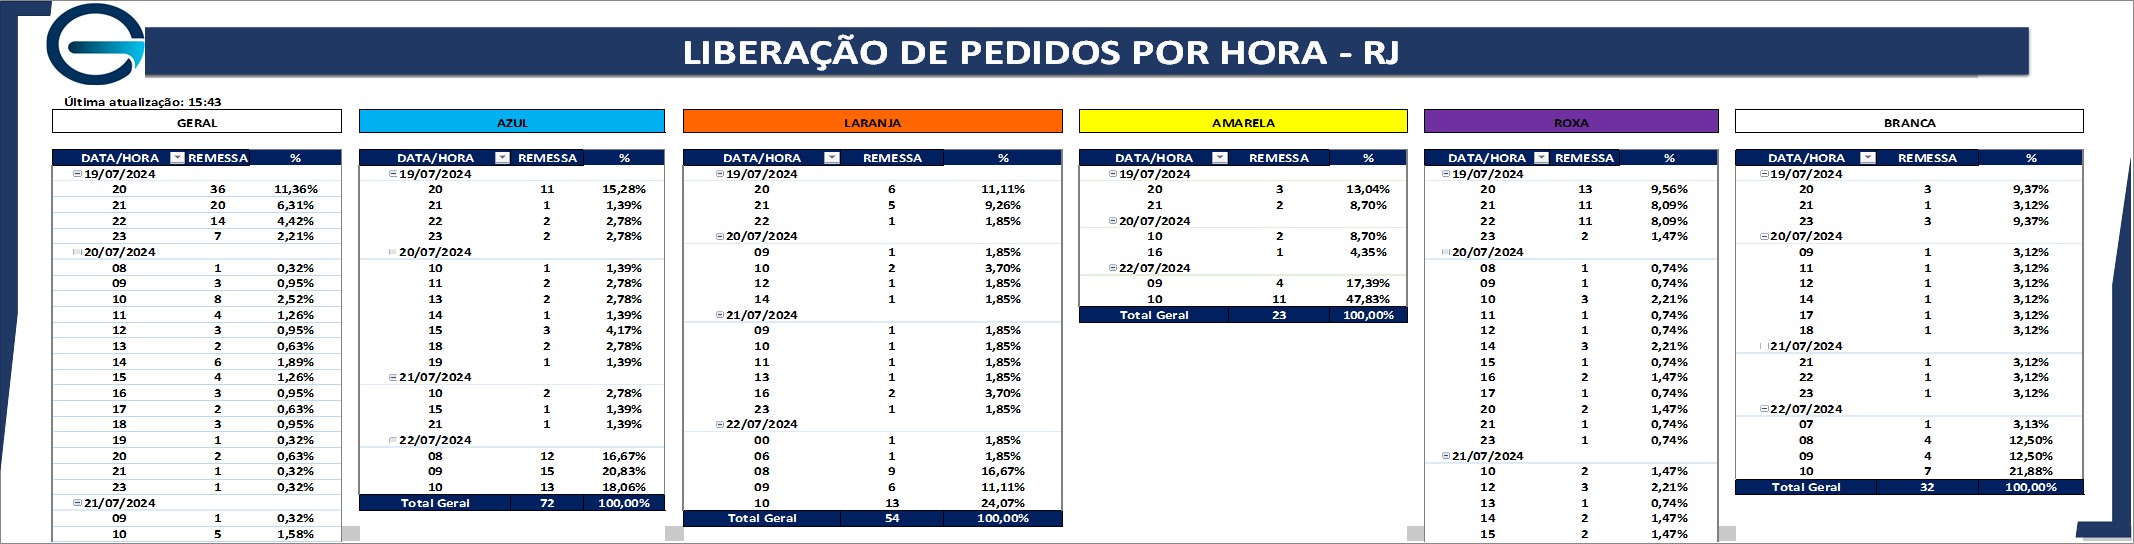 LIBERAÇÃO DE PEDIDOS POR HORA - RJ
Última atualização: 15:43
GERAL
DATA/HORA REMESSA %
19/07/2024
20 36 11,36%
21 20 6,31%
22 14 4,42%
23 7 2,21%
20/07/2024
08 1 0,32%
09 3 0,95%
10 8 2,52%
11 4 1,26%
12 3 0,95%
13 2 0,63%
14 6 1,89%
15 4 1,26%
16 3 0,95%
17 2 0,63%
18 3 0,95%
19 1 0,32%
20 2 0,63%
21 1 0,32%
23 1 0,32%
21/07/2024
09 1 0,32%
10 5 1,58%
AZUL
DATA/HORA REMESSA %
19/07/2024
20 11 15,28%
21 1 1,39%
22 2 2,78%
23 2 2,78%
20/07/2024
10 1 1,39%
11 2 2,78%
13 2 2,78%
14 1 1,39%
15 3 4,17%
18 2 2,78%
19 1 1,39%
21/07/2024
10 2 2,78%
15 1 1,39%
21 1 1,39%
22/07/2024
08 12 16,67%
09 15 20,83%
10 13 18,06%
Total Geral 72 100,00%
LARANJA
DATA/HORA REMESSA %
19/07/2024
20 6 11,11%
21 5 9,26%
22 1 1,85%
20/07/2024
09 1 1,85%
10 2 3,70%
12 1 1,85%
14 1 1,85%
21/07/2024
09 1 1,85%
10 1 1,85%
11 1 1,85%
13 1 1,85%
16 2 3,70%
23 1 1,85%
22/07/2024
00 1 1,85%
06 1 1,85%
08 9 16,67%
09 6 11,11%
10 13 24,07%
Total Geral 54 100,00%
AMARELA
DATA/HORA REMESSA %
19/07/2024
20 3 13,04%
21 2 8,70%
20/07/2024
10 2 8,70%
16 1 4,35%
22/07/2024
09 4 17,39%
10 11 47,83%
Total Geral 23 100,00%
ROXA
DATA/HORA REMESSA %
19/07/2024
20 13 9,56%
21 11 8,09%
22 11 8,09%
23 2 1,47%
20/07/2024
08 1 0,74%
09 1 0,74%
10 3 2,21%
11 1 0,74%
12 1 0,74%
14 3 2,21%
15 1 0,74%
16 2 1,47%
17 1 0,74%
20 2 1,47%
21 1 0,74%
23 1 0,74%
21/07/2024
10 2 1,47%
12 3 2,21%
13 1 0,74%
14 2 1,47%
15 2 1,47%
BRANCA
DATA/HORA REMESSA %
19/07/2024
20 3 9,37%
21 1 3,12%
23 3 9,37%
20/07/2024
09 1 3,12%
11 1 3,12%
12 1 3,12%
14 1 3,12%
17 1 3,12%
18 1 3,12%
21/07/2024
21 1 3,12%
22 1 3,12%
23 1 3,12%
22/07/2024
07 1 3,13%
08 4 12,50%
09 4 12,50%
10 7 21,88%
Total Geral 32 100,00%